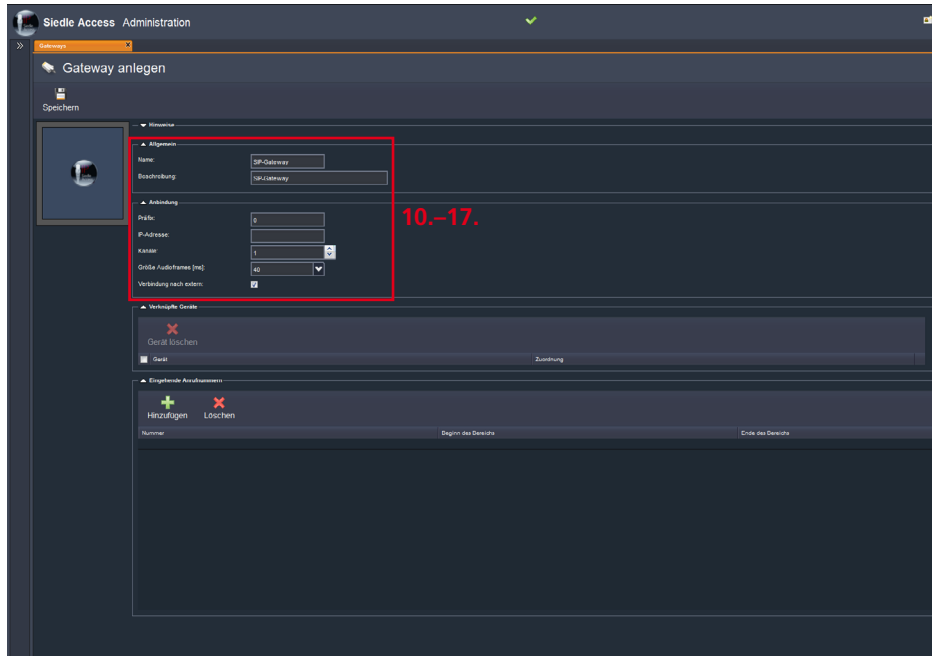 Siedle Access Administration
Gateways
Gateway anlegen
Speichern
Hinweise
Allgemein
Name: SIP-Gateway
Beschreibung: SIP-Gateway
Anbindung
Präfix: 0
IP-Adresse:
Kanäle: 1
Größe Audioframes [ms]: 40
Verbindung nach extern:
10.–17.
Verknüpfte Geräte
Gerät löschen
Gerät Zuordnung
Eingehende Anrufnummern
Hinzufügen Löschen
Nummer Beginn des Bereichs Ende des Bereichs